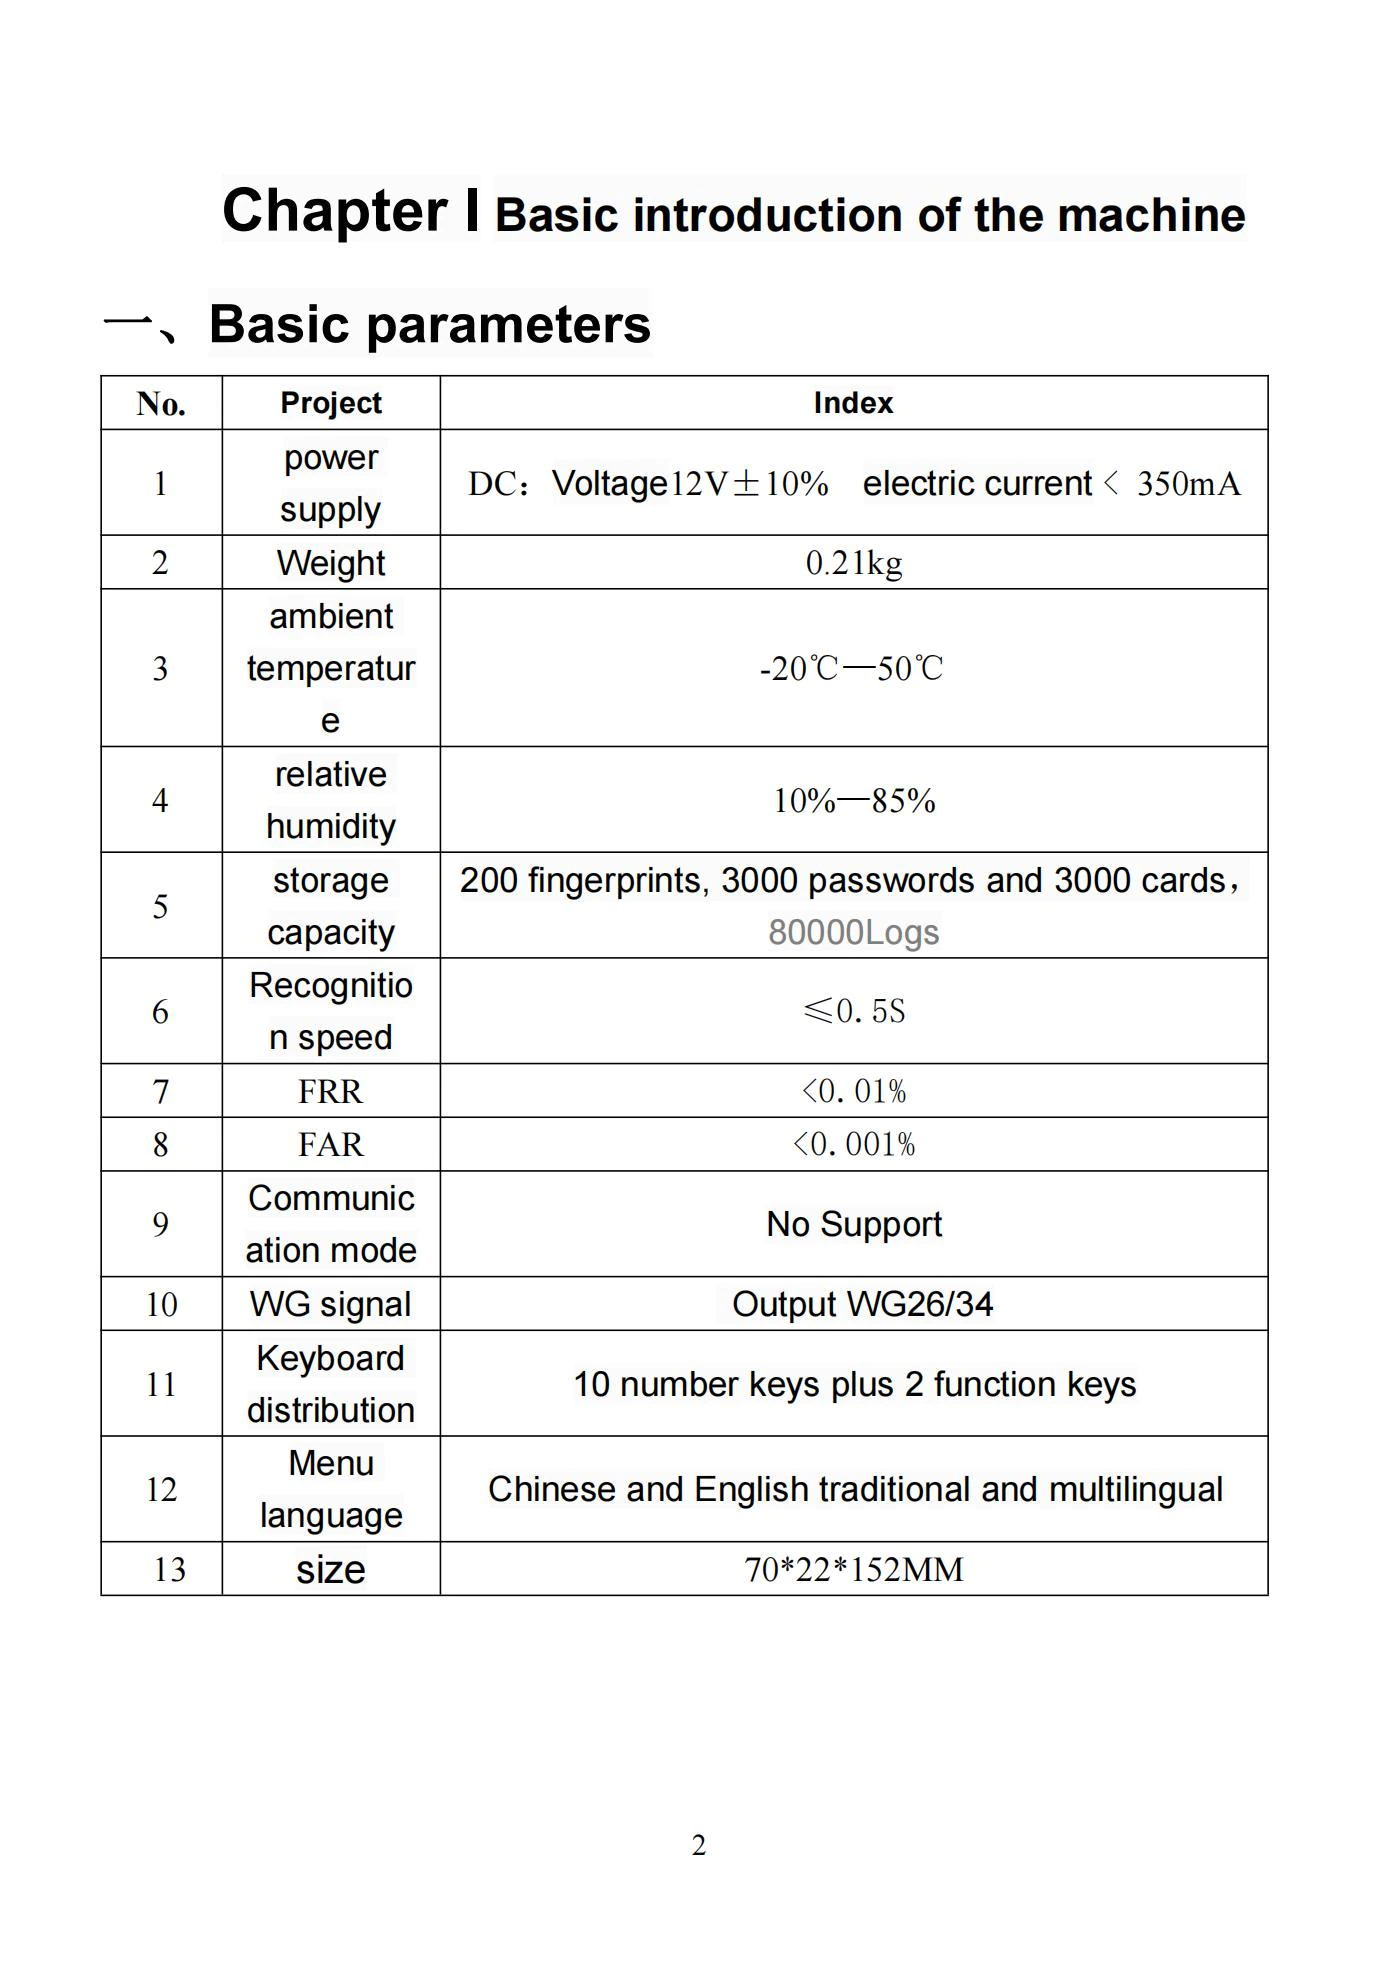 Chapter I Basic introduction of the machine
一、Basic parameters
No. Project Index
1 power supply DC：Voltage12V±10% electric current＜ 350mA
2 Weight 0.21kg
3 ambient temperature -20℃—50℃
4 relative humidity 10%—85%
5 storage capacity 200 fingerprints, 3000 passwords and 3000 cards，
80000Logs
6 Recognition speed ≤0.5S
7 FRR <0.01%
8 FAR <0.001%
9 Communication mode No Support
10 WG signal Output WG26/34
11 Keyboard distribution 10 number keys plus 2 function keys
12 Menu language Chinese and English traditional and multilingual
13 size 70*22*152MM
2